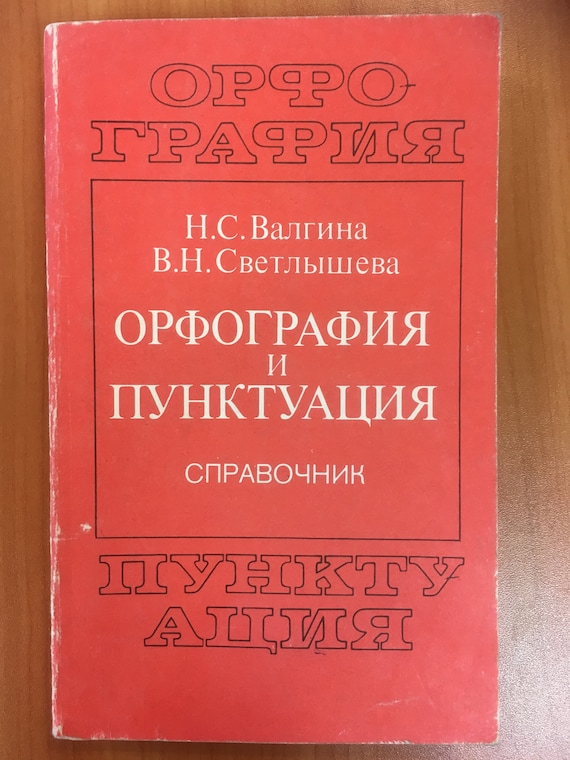 ОРФО-
ГРАФИЯ
Н.С.Валгина
В.Н.Светлышева
ОРФОГРАФИЯ
и
ПУНКТУАЦИЯ
СПРАВОЧНИК
ПУНКТУ-
АЦИЯ